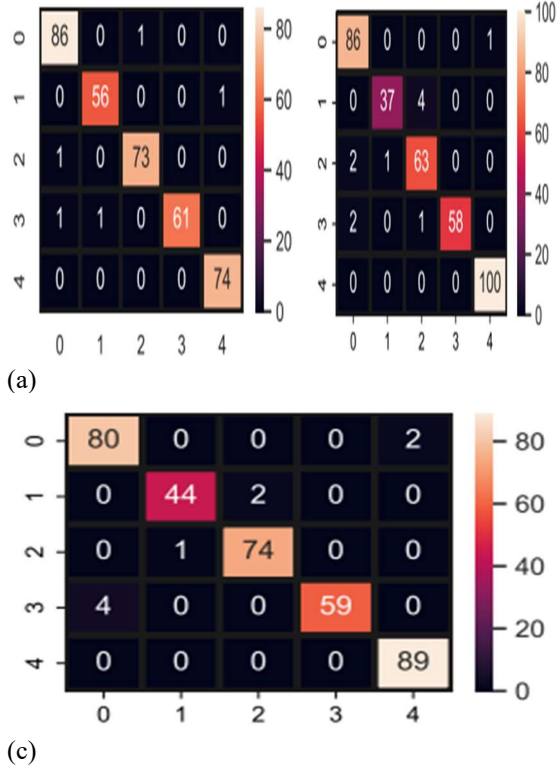 0 86 0 1 0 0
1 0 56 0 0 1
2 1 0 73 0 0
3 1 1 0 61 0
4 0 0 0 0 74
0 1 2 3 4
80
60
40
20
0
0 86 0 0 0 1
1 0 37 4 0 0
2 2 1 63 0 0
3 2 0 1 58 0
4 0 0 0 0 100
0 1 2 3 4
100
80
60
40
20
0
(a)
0 80 0 0 0 2
1 0 44 2 0 0
2 0 1 74 0 0
3 4 0 0 59 0
4 0 0 0 0 89
0 1 2 3 4
80
60
40
20
0
(c)